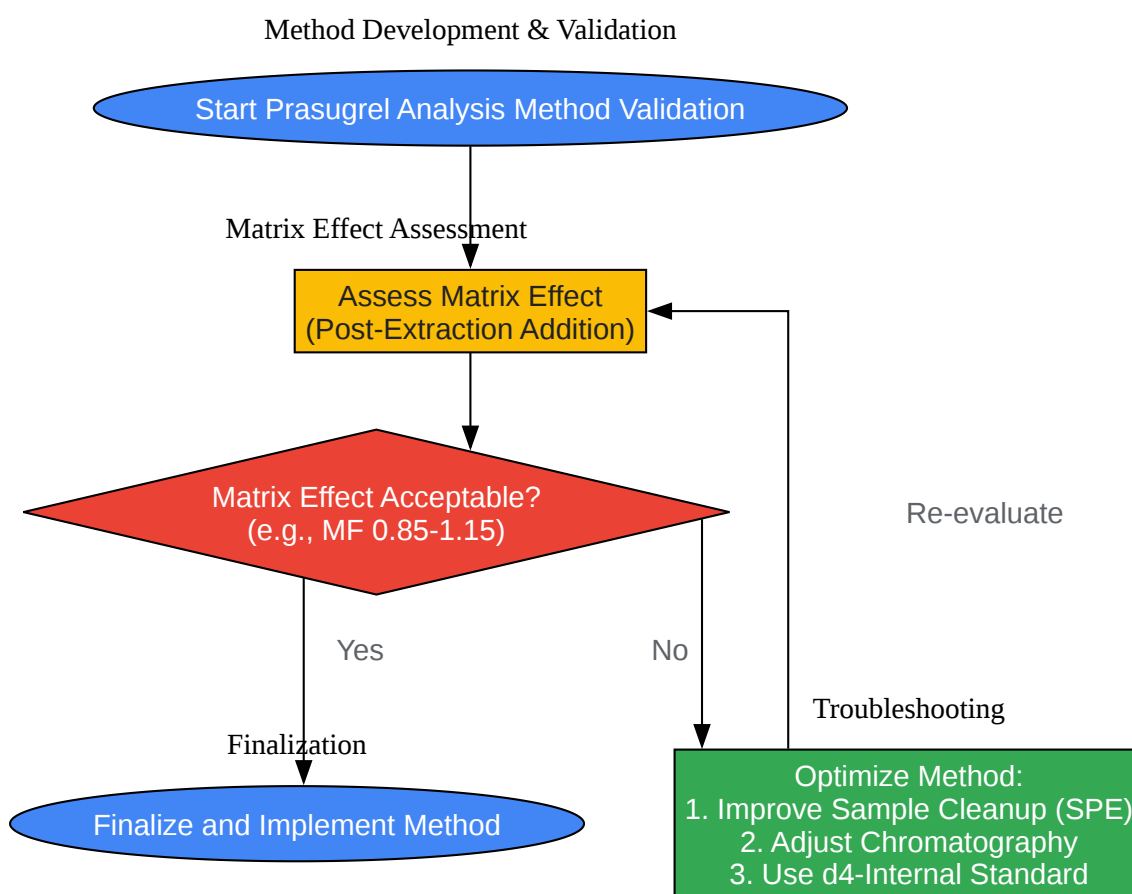 Method Development & Validation
Start Prasugrel Analysis Method Validation
Matrix Effect Assessment
Assess Matrix Effect
(Post-Extraction Addition)
Matrix Effect Acceptable?
(e.g., MF 0.85-1.15)
Re-evaluate
Yes
No
Troubleshooting
Finalization
Optimize Method:
1. Improve Sample Cleanup (SPE)
2. Adjust Chromatography
3. Use d4-Internal Standard
Finalize and Implement Method